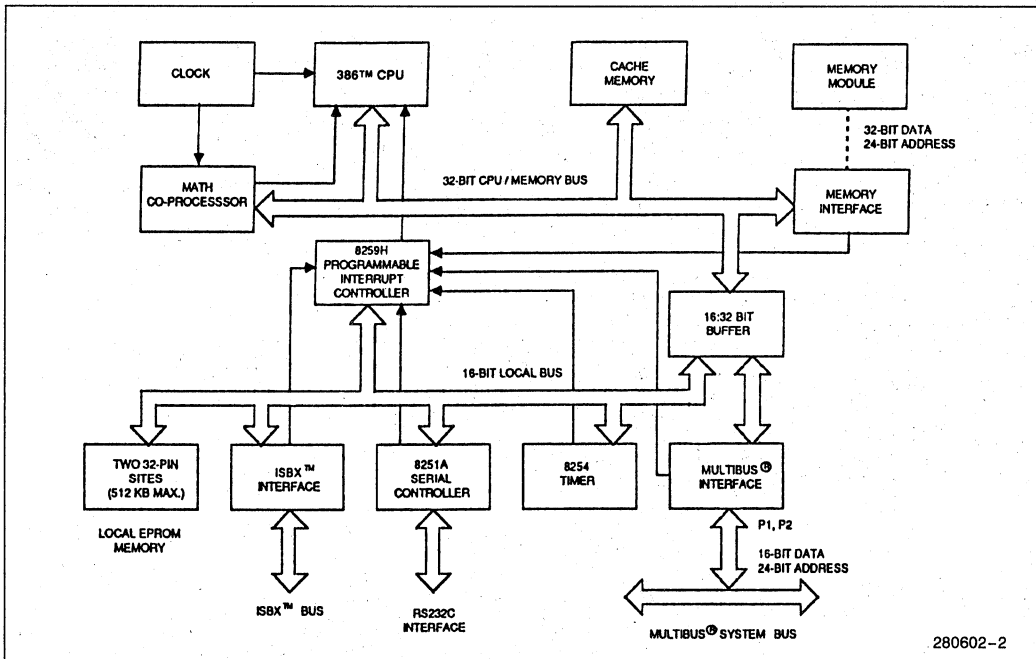 CLOCK
386™ CPU
CACHE
MEMORY
MEMORY
MODULE
32-BIT DATA
24-BIT ADDRESS
MATH
CO-PROCESSSOR
32-BIT CPU / MEMORY BUS
MEMORY
INTERFACE
8259H
PROGRAMMABLE
INTERRUPT
CONTROLLER
16:32 BIT
BUFFER
16-BIT LOCAL BUS
TWO 32-PIN
SITES
(512 KB MAX.)
LOCAL EPROM
MEMORY
ISBX™
INTERFACE
8251A
SERIAL
CONTROLLER
8254
TIMER
MULTIBUS®
INTERFACE
P1, P2
16-BIT DATA
24-BIT ADDRESS
ISBX™ BUS
RS232C
INTERFACE
MULTIBUS® SYSTEM BUS
280602-2